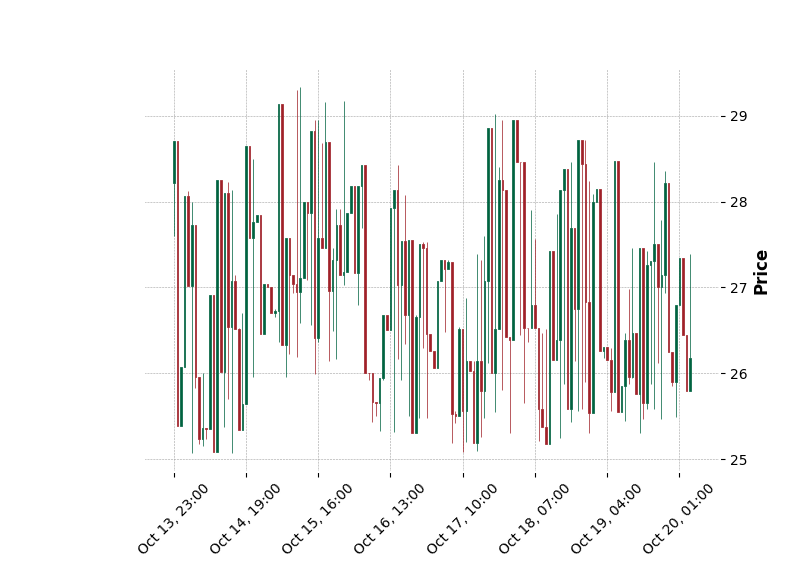 29
28
27
26
25
Price
Oct 13, 23:00
Oct 14, 19:00
Oct 15, 16:00
Oct 16, 13:00
Oct 17, 10:00
Oct 18, 07:00
Oct 19, 04:00
Oct 20, 01:00